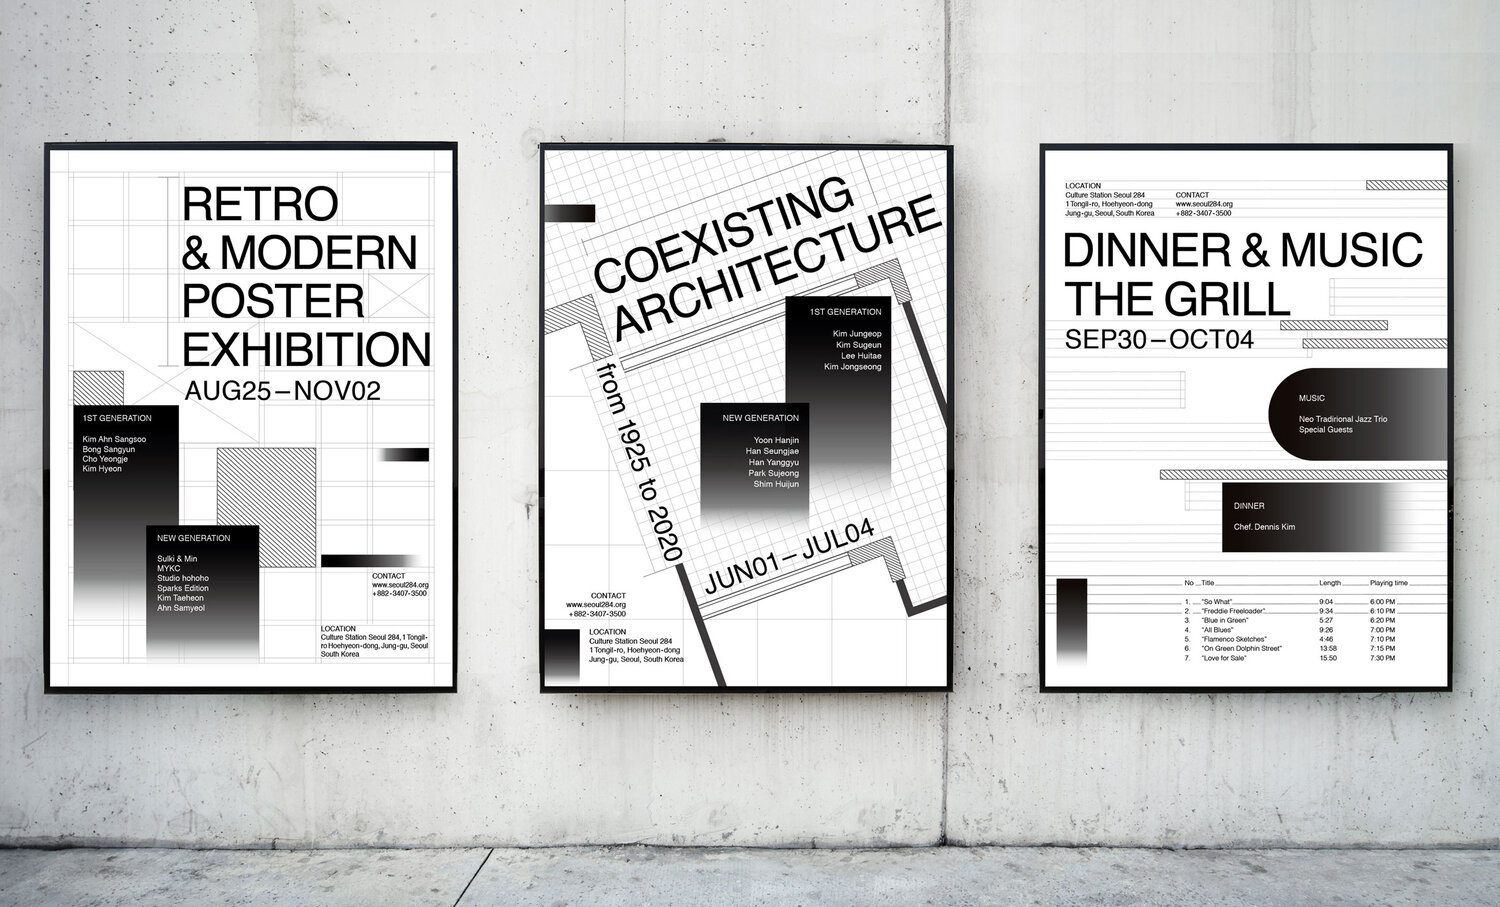 RETRO
& MODERN
POSTER
EXHIBITION
AUG25–NOV02
1ST GENERATION
Kim Ahn Sangsoo
Bong Sangyun
Cho Yeongje
Kim Hyeon
NEW GENERATION
Sulki & Min
MYKC
Studio hohoho
Sparks Edition
Kim Taeheon
Ahn Samyeol
CONTACT
www.seoul284.org
+882-3407-3500
LOCATION
Culture Station Seoul 284, 1 Tongil-
ro Hoehyeon-dong, Jung-gu, Seoul
South Korea
COEXISTING
ARCHITECTURE
from 1925 to 2020
1ST GENERATION
Kim Jungeop
Kim Sugeun
Lee Huitae
Kim Jongseong
NEW GENERATION
Yoon Hanjin
Han Seungjae
Han Yanggyu
Park Sujeong
Shim Huijun
JUN01–JUL04
CONTACT
www.seoul284.org
+882-3407-3500
LOCATION
Culture Station Seoul 284
1 Tongil-ro, Hoehyeon-dong
Jung-gu, Seoul, South Korea
LOCATION
Culture Station Seoul 284
1 Tongil-ro, Hoehyeon-dong
Jung-gu, Seoul, South Korea
CONTACT
www.seoul284.org
+882-3407-3500
DINNER & MUSIC
THE GRILL
SEP30–OCT04
MUSIC
Neo Tradirional Jazz Trio
Special Guests
DINNER
Chef. Dennis Kim
No Title Length Playing time
1. "So What" 9:04 6:00 PM
2. "Freddie Freeloader" 9:34 6:10 PM
3. "Blue in Green" 5:27 6:20 PM
4. "All Blues" 9:26 7:00 PM
5. "Flamenco Sketches" 4:46 7:10 PM
6. "On Green Dolphin Street" 13:58 7:15 PM
7. "Love for Sale" 15:50 7:30 PM